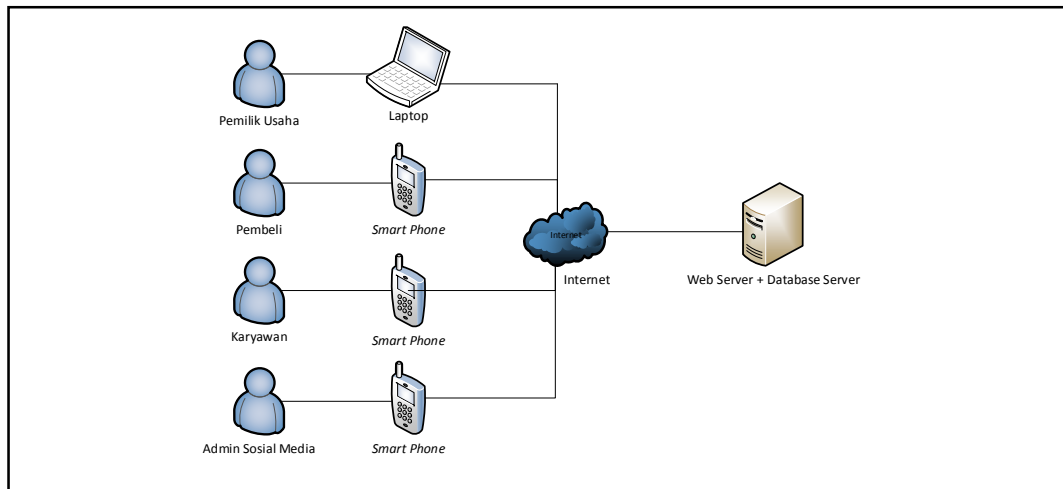 Pemilik Usaha
Laptop
Pembeli
Smart Phone
Internet
Internet
Web Server + Database Server
Karyawan
Smart Phone
Admin Sosial Media
Smart Phone